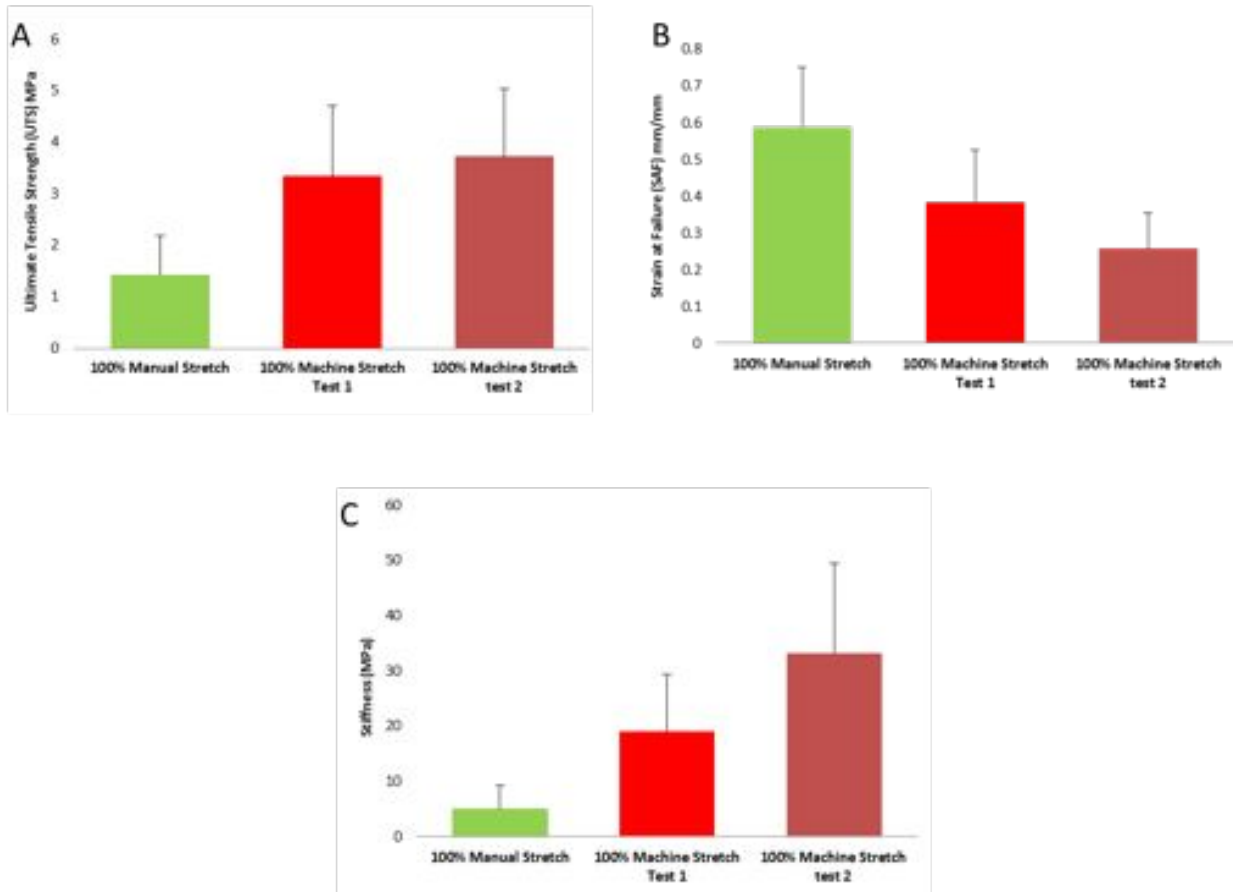 A
Ultimate Tensile Strength (UTS) MPa
6
5
4
3
2
1
0
100% Manual Stretch
100% Machine Stretch
Test 1
100% Machine Stretch
test 2
B
Strain at Failure (SAF) mm/mm
0.8
0.7
0.6
0.5
0.4
0.3
0.2
0.1
0
100% Manual Stretch
100% Machine Stretch
Test 1
100% Machine Stretch
test 2
C
Stiffness (MPa)
60
50
40
30
20
10
0
100% Manual Stretch
100% Machine Stretch
Test 1
100% Machine Stretch
test 2